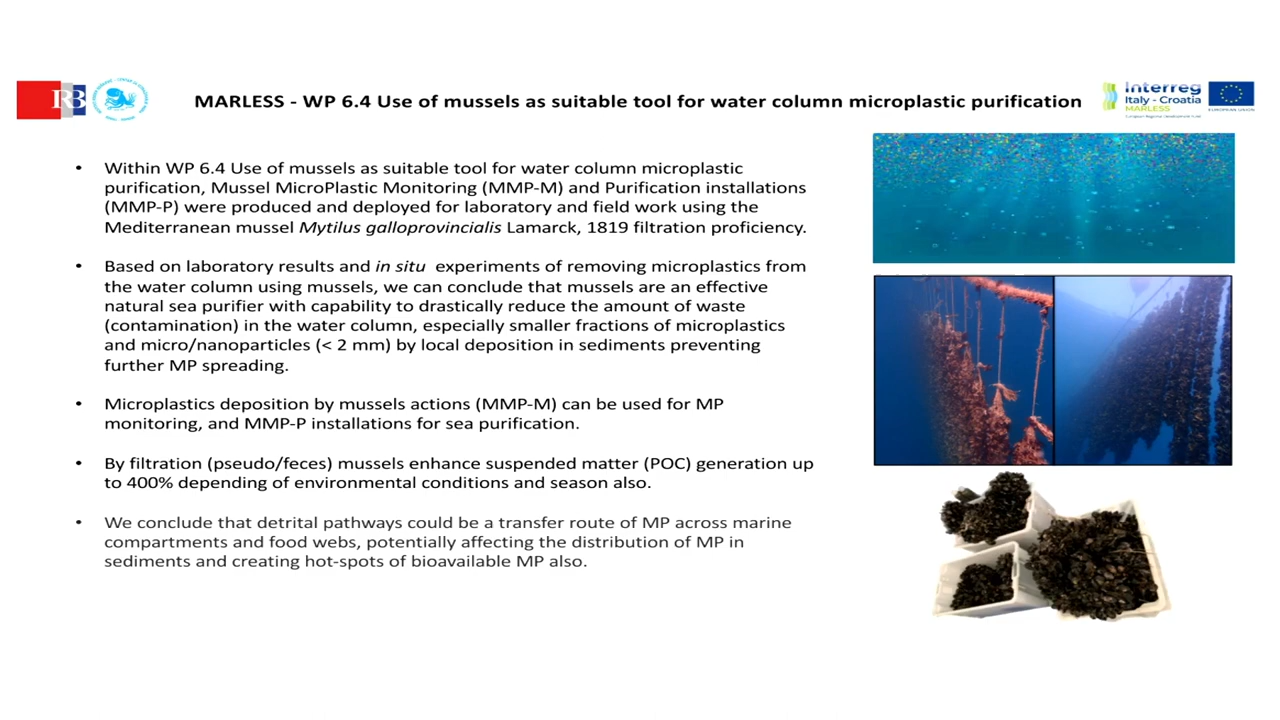 MARLESS - WP 6.4 Use of mussels as suitable tool for water column microplastic purification
Interreg
Italy - Croatia
MARLESS
European Regional Development Fund
EUROPEAN UNION
• Within WP 6.4 Use of mussels as suitable tool for water column microplastic
purification, Mussel MicroPlastic Monitoring (MMP-M) and Purification installations
(MMP-P) were produced and deployed for laboratory and field work using the
Mediterranean mussel Mytilus galloprovincialis Lamarck, 1819 filtration proficiency.
• Based on laboratory results and in situ experiments of removing microplastics from
the water column using mussels, we can conclude that mussels are an effective
natural sea purifier with capability to drastically reduce the amount of waste
(contamination) in the water column, especially smaller fractions of microplastics
and micro/nanoparticles (< 2 mm) by local deposition in sediments preventing
further MP spreading.
• Microplastics deposition by mussels actions (MMP-M) can be used for MP
monitoring, and MMP-P installations for sea purification.
• By filtration (pseudo/feces) mussels enhance suspended matter (POC) generation up
to 400% depending of environmental conditions and season also.
• We conclude that detrital pathways could be a transfer route of MP across marine
compartments and food webs, potentially affecting the distribution of MP in
sediments and creating hot-spots of bioavailable MP also.